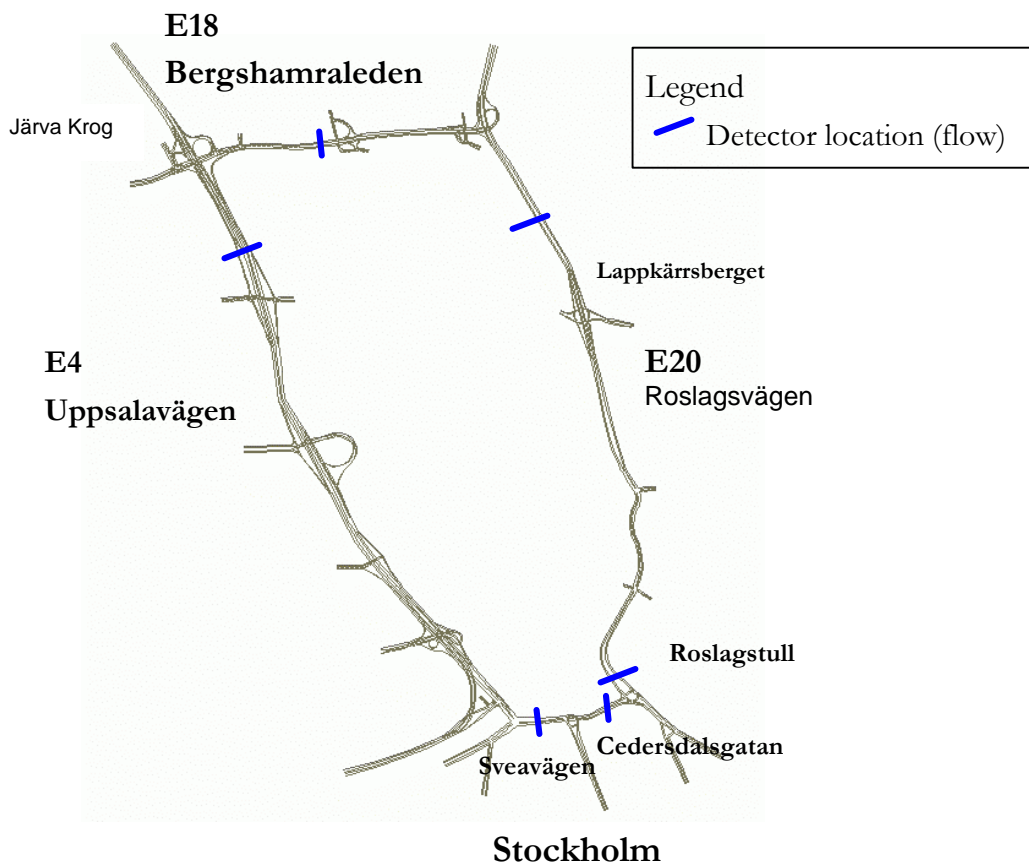 E18
Bergshamraleden
Järva Krog
Legend
Detector location (flow)
Lappkärrsberget
E4
Uppsalavägen
E20
Roslagsvägen
Roslagstull
Cedersdalsgatan
Sveavägen
Stockholm